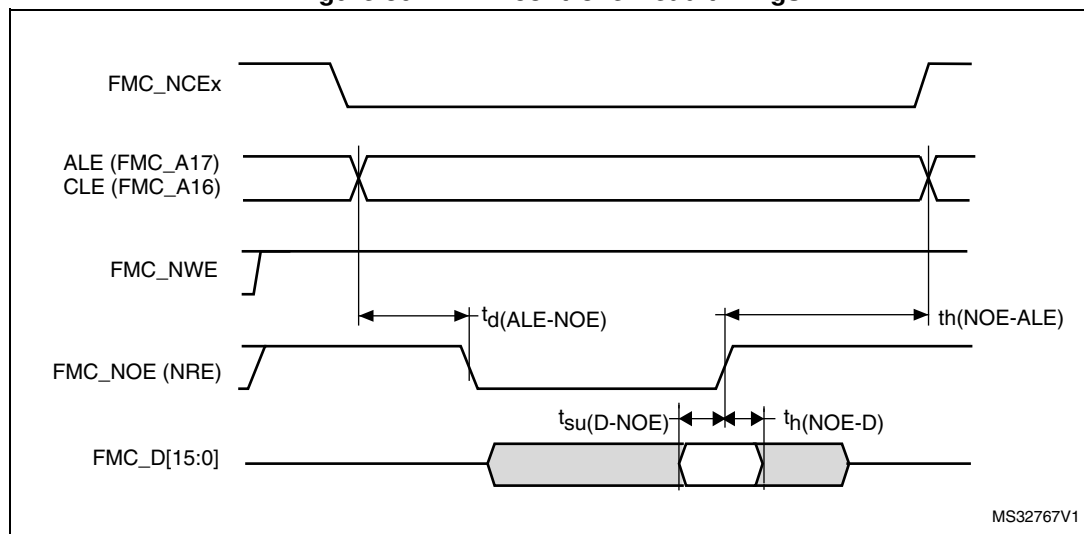 FMC_NCEx
ALE (FMC_A17)
CLE (FMC_A16)
FMC_NWE
td(ALE-NOE)
th(NOE-ALE)
FMC_NOE (NRE)
tsu(D-NOE)
th(NOE-D)
FMC_D[15:0]
MS32767V1